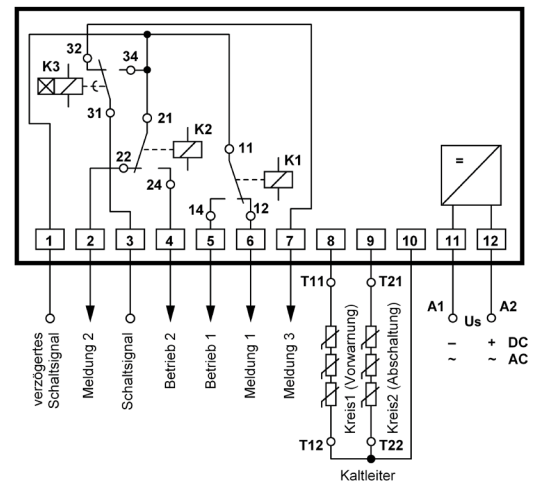 32
34
K3
31
21
K2
22
24
11
K1
14
12
=
~
1 2 3 4 5 6 7 8 9 10 11 12
T11 T21
A1 Us A2
– + DC
~ ~ AC
verzögertes
Schaltsignal
Meldung 2
Schaltsignal
Betrieb 2
Betrieb 1
Meldung 1
Meldung 3
Kreis1 (Vorwarnung)
Kreis2 (Abschaltung)
T12 T22
Kaltleiter